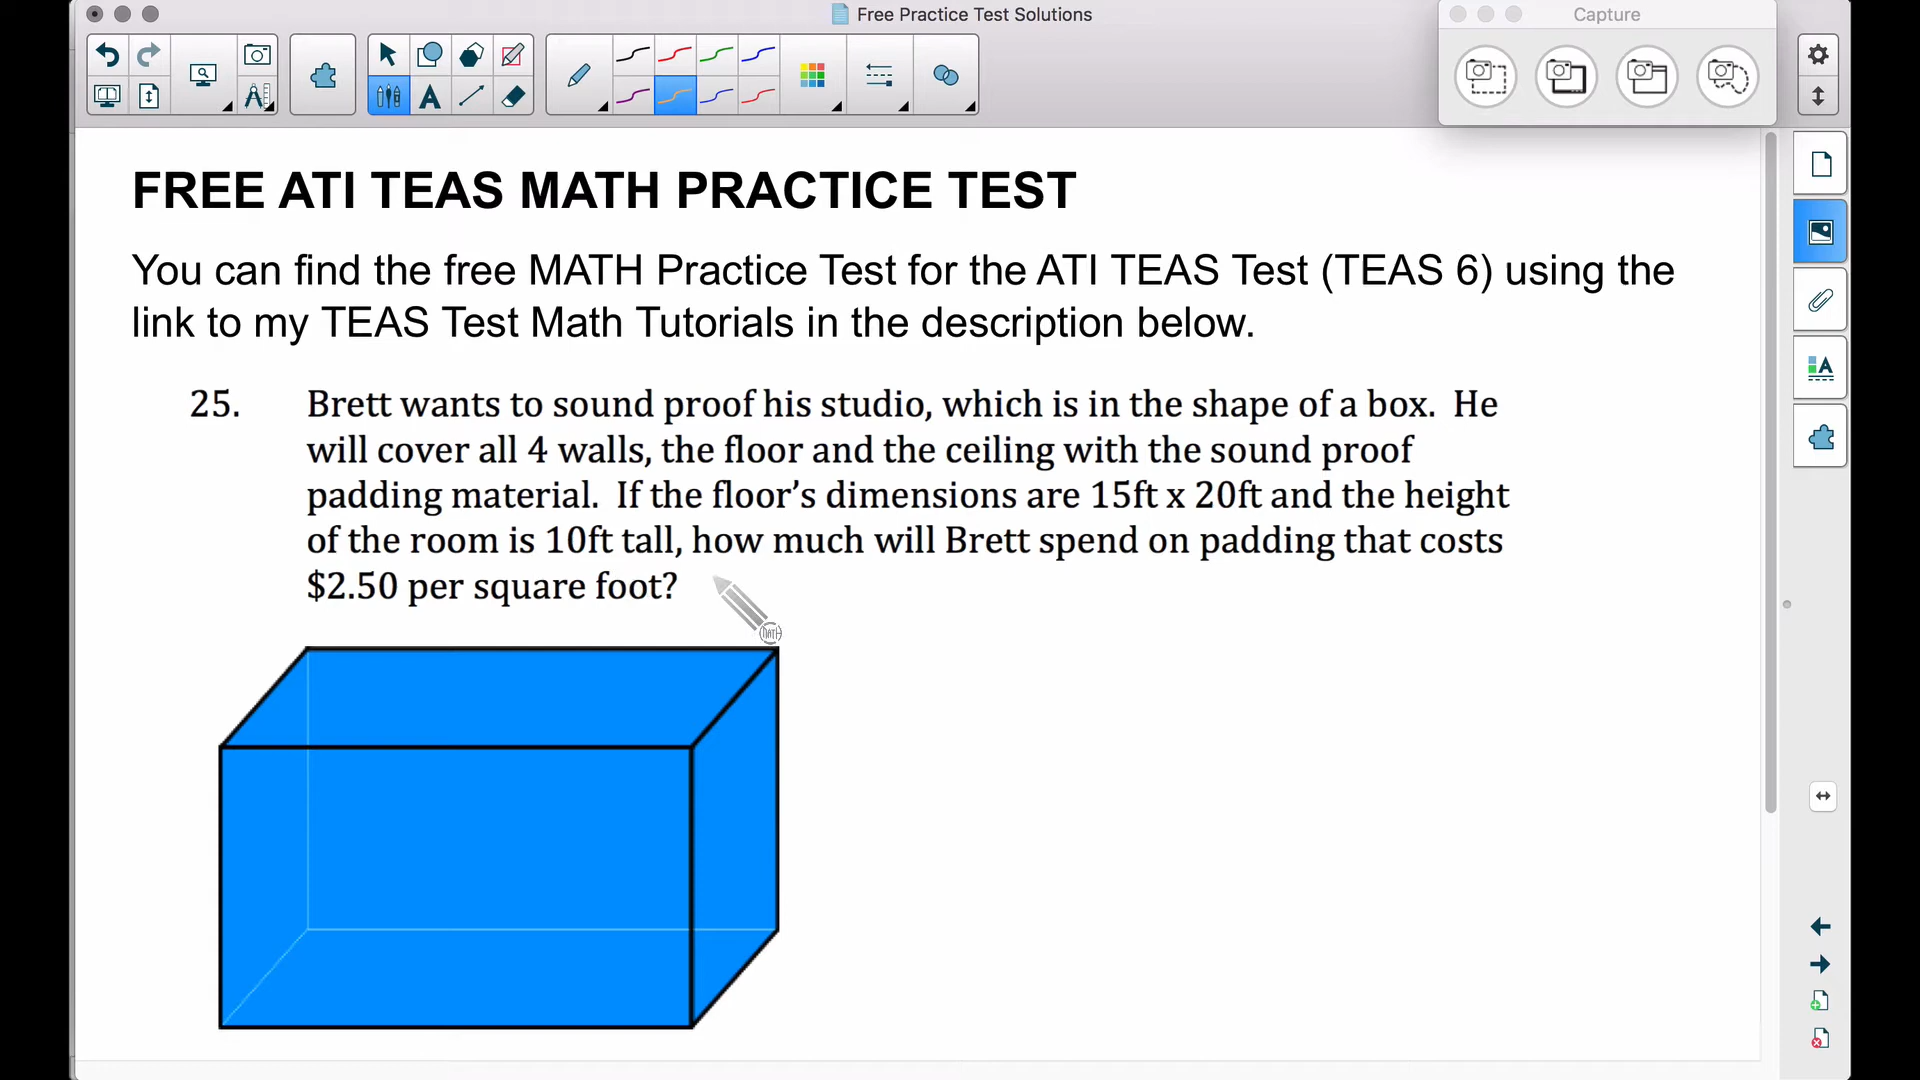 Free Practice Test Solutions
Capture
FREE ATI TEAS MATH PRACTICE TEST
You can find the free MATH Practice Test for the ATI TEAS Test (TEAS 6) using the
link to my TEAS Test Math Tutorials in the description below.
25. Brett wants to sound proof his studio, which is in the shape of a box. He
will cover all 4 walls, the floor and the ceiling with the sound proof
padding material. If the floor’s dimensions are 15ft x 20ft and the height
of the room is 10ft tall, how much will Brett spend on padding that costs
$2.50 per square foot?
MATH